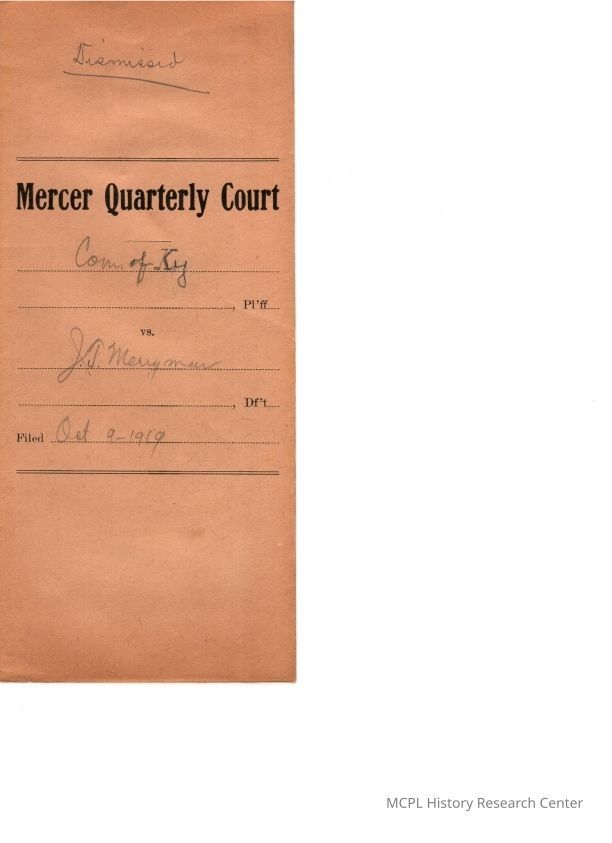 Dismissed
Mercer Quarterly Court
Com. of Ky
, Pl'ff.
vs.
J.T. Merryman
, Df't.
Filed Oct 9-1919
MCPL History Research Center